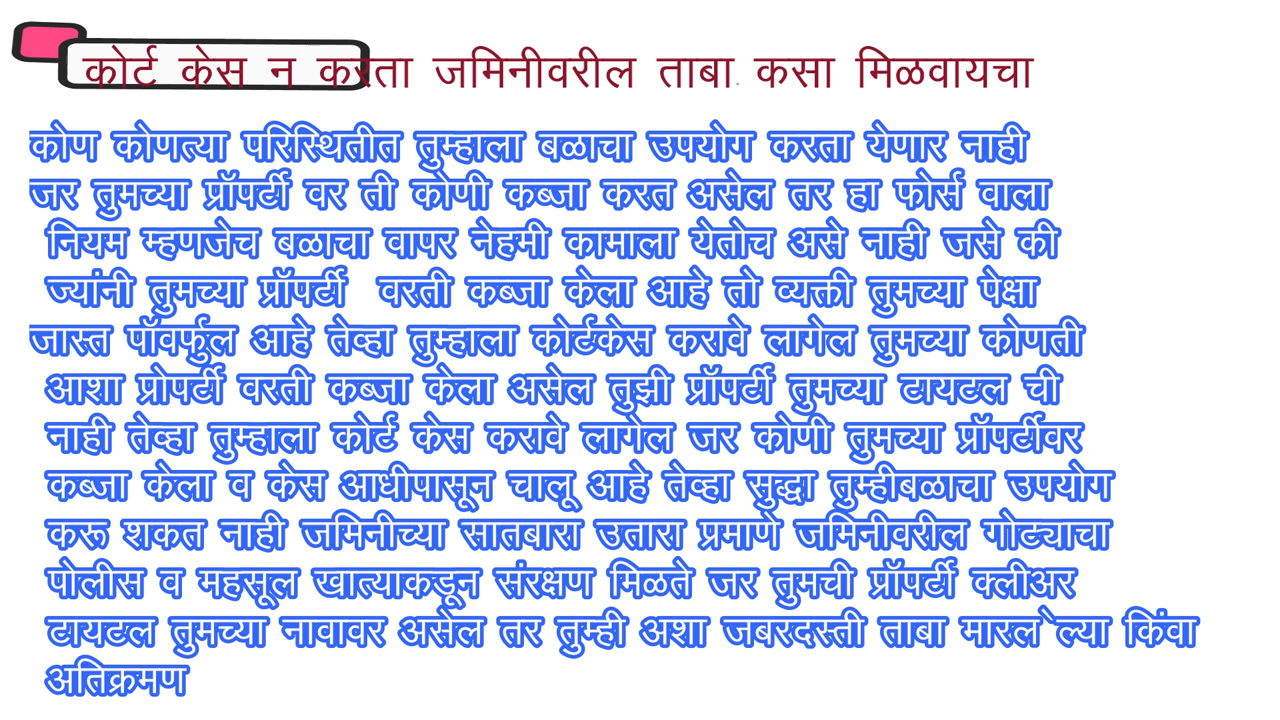 कोर्ट केस न करता जमिनीवरील ताबा कसा मिळवायचा
कोण कोणत्या परिस्थितीत तुम्हाला बळाचा उपयोग करता येणार नाही
जर तुमच्या प्रॉपर्टी वर ती कोणी कब्जा करत असेल तर हा फोर्स वाला
नियम म्हणजेच बळाचा वापर नेहमी कामाला येतोच असे नाही जसे की
ज्यांनी तुमच्या प्रॉपर्टी वरती कब्जा केला आहे तो व्यक्ती तुमच्या पेक्षा
जास्त पॉवर्फुल आहे तेव्हा तुम्हाला कोर्टकेस करावे लागेल तुमच्या कोणती
आशा प्रोपर्टी वरती कब्जा केला असेल तुझी प्रॉपर्टी तुमच्या टायटल ची
नाही तेव्हा तुम्हाला कोर्ट केस करावे लागेल जर कोणी तुमच्या प्रॉपर्टीवर
कब्जा केला व केस आधीपासून चालू आहे तेव्हा सुद्धा तुम्हीबळाचा उपयोग
करू शकत नाही जमिनीच्या सातबारा उतारा प्रमाणे जमिनीवरील गोट्याचा
पोलीस व महसूल खात्याकडून संरक्षण मिळते जर तुमची प्रॉपर्टी क्लीअर
टायटल तुमच्या नावावर असेल तर तुम्ही अशा जबरदस्ती ताबा मारलेल्या किंवा
अतिक्रमण